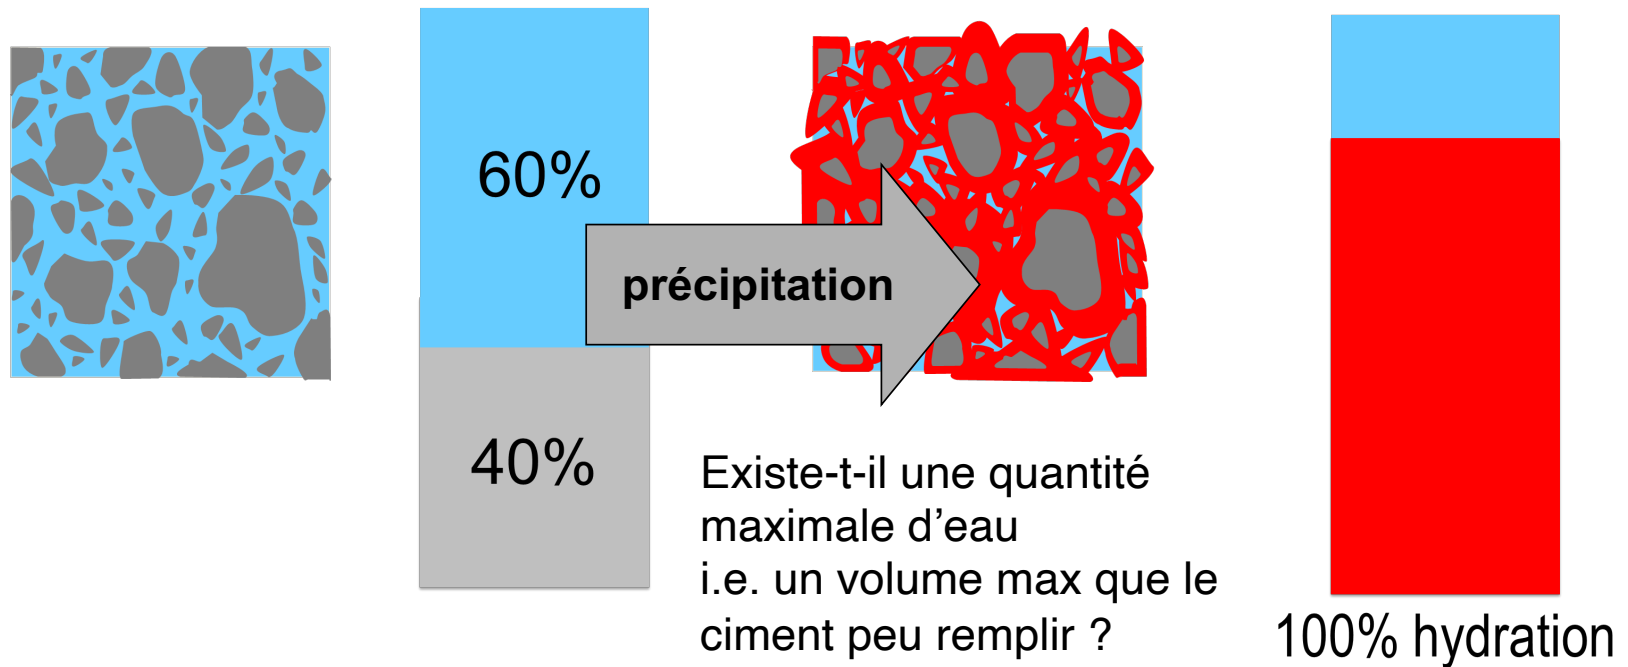 60%
40%
précipitation
Existe-t-il une quantité
maximale d’eau
i.e. un volume max que le
ciment peu remplir ?
100% hydration